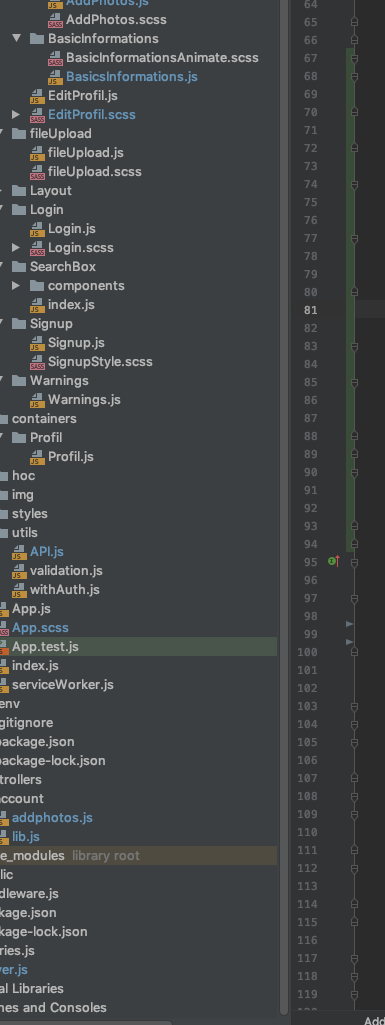 AddPhotos.js
AddPhotos.scss
BasicInformations
BasicInformationsAnimate.scss
BasicsInformations.js
EditProfil.js
EditProfil.scss
fileUpload
fileUpload.js
fileUpload.scss
Layout
Login
Login.js
Login.scss
SearchBox
components
index.js
Signup
Signup.js
SignupStyle.scss
Warnings
Warnings.js
containers
Profil
Profil.js
hoc
img
styles
utils
API.js
validation.js
withAuth.js
App.js
App.scss
App.test.js
index.js
serviceWorker.js
env
gitignore
package.json
package-lock.json
ntrollers
account
addphotos.js
lib.js
e_modules library root
lic
dleware.js
kage.json
kage-lock.json
ries.js
ver.js
al Libraries
hes and Consoles
64
65
66
67
68
69
70
71
72
73
74
75
76
77
78
79
80
81
82
83
84
85
86
87
88
89
90
91
92
93
94
95
96
97
98
99
100
101
102
103
104
105
106
107
108
109
110
111
112
113
114
115
116
117
118
119
Add